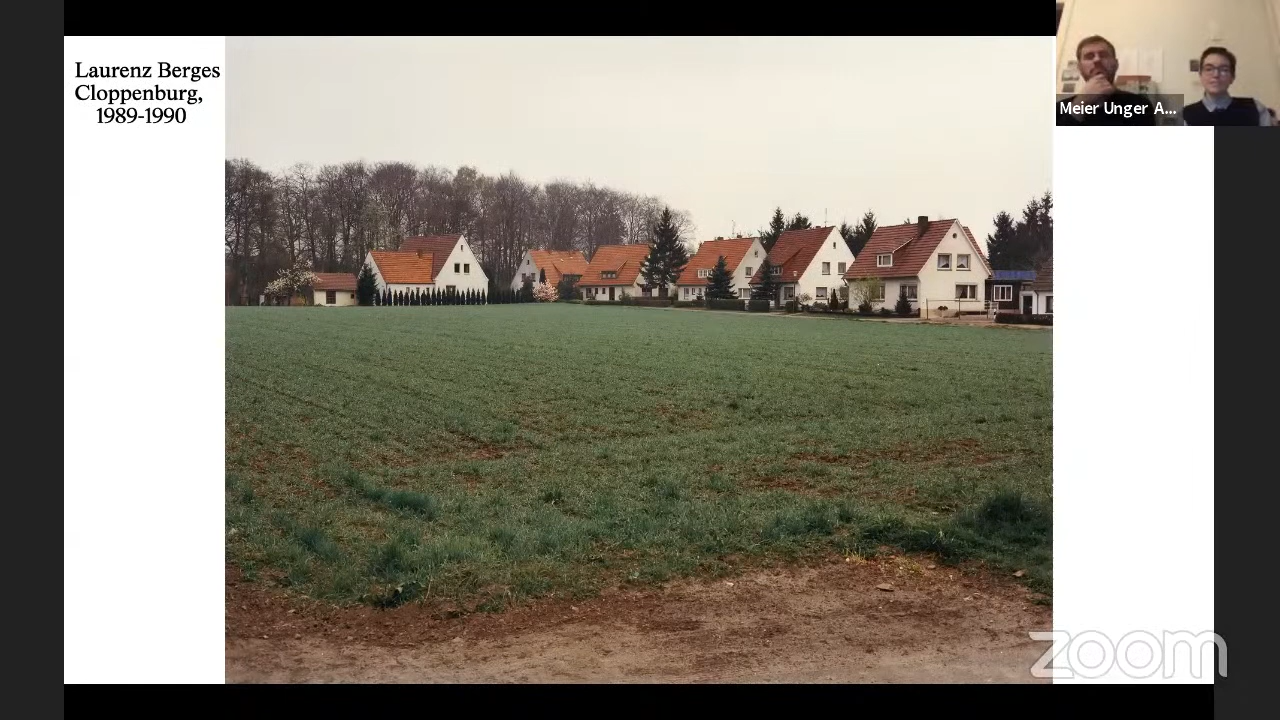 Laurenz Berges
Cloppenburg,
1989-1990
Meier Unger A...
zoom